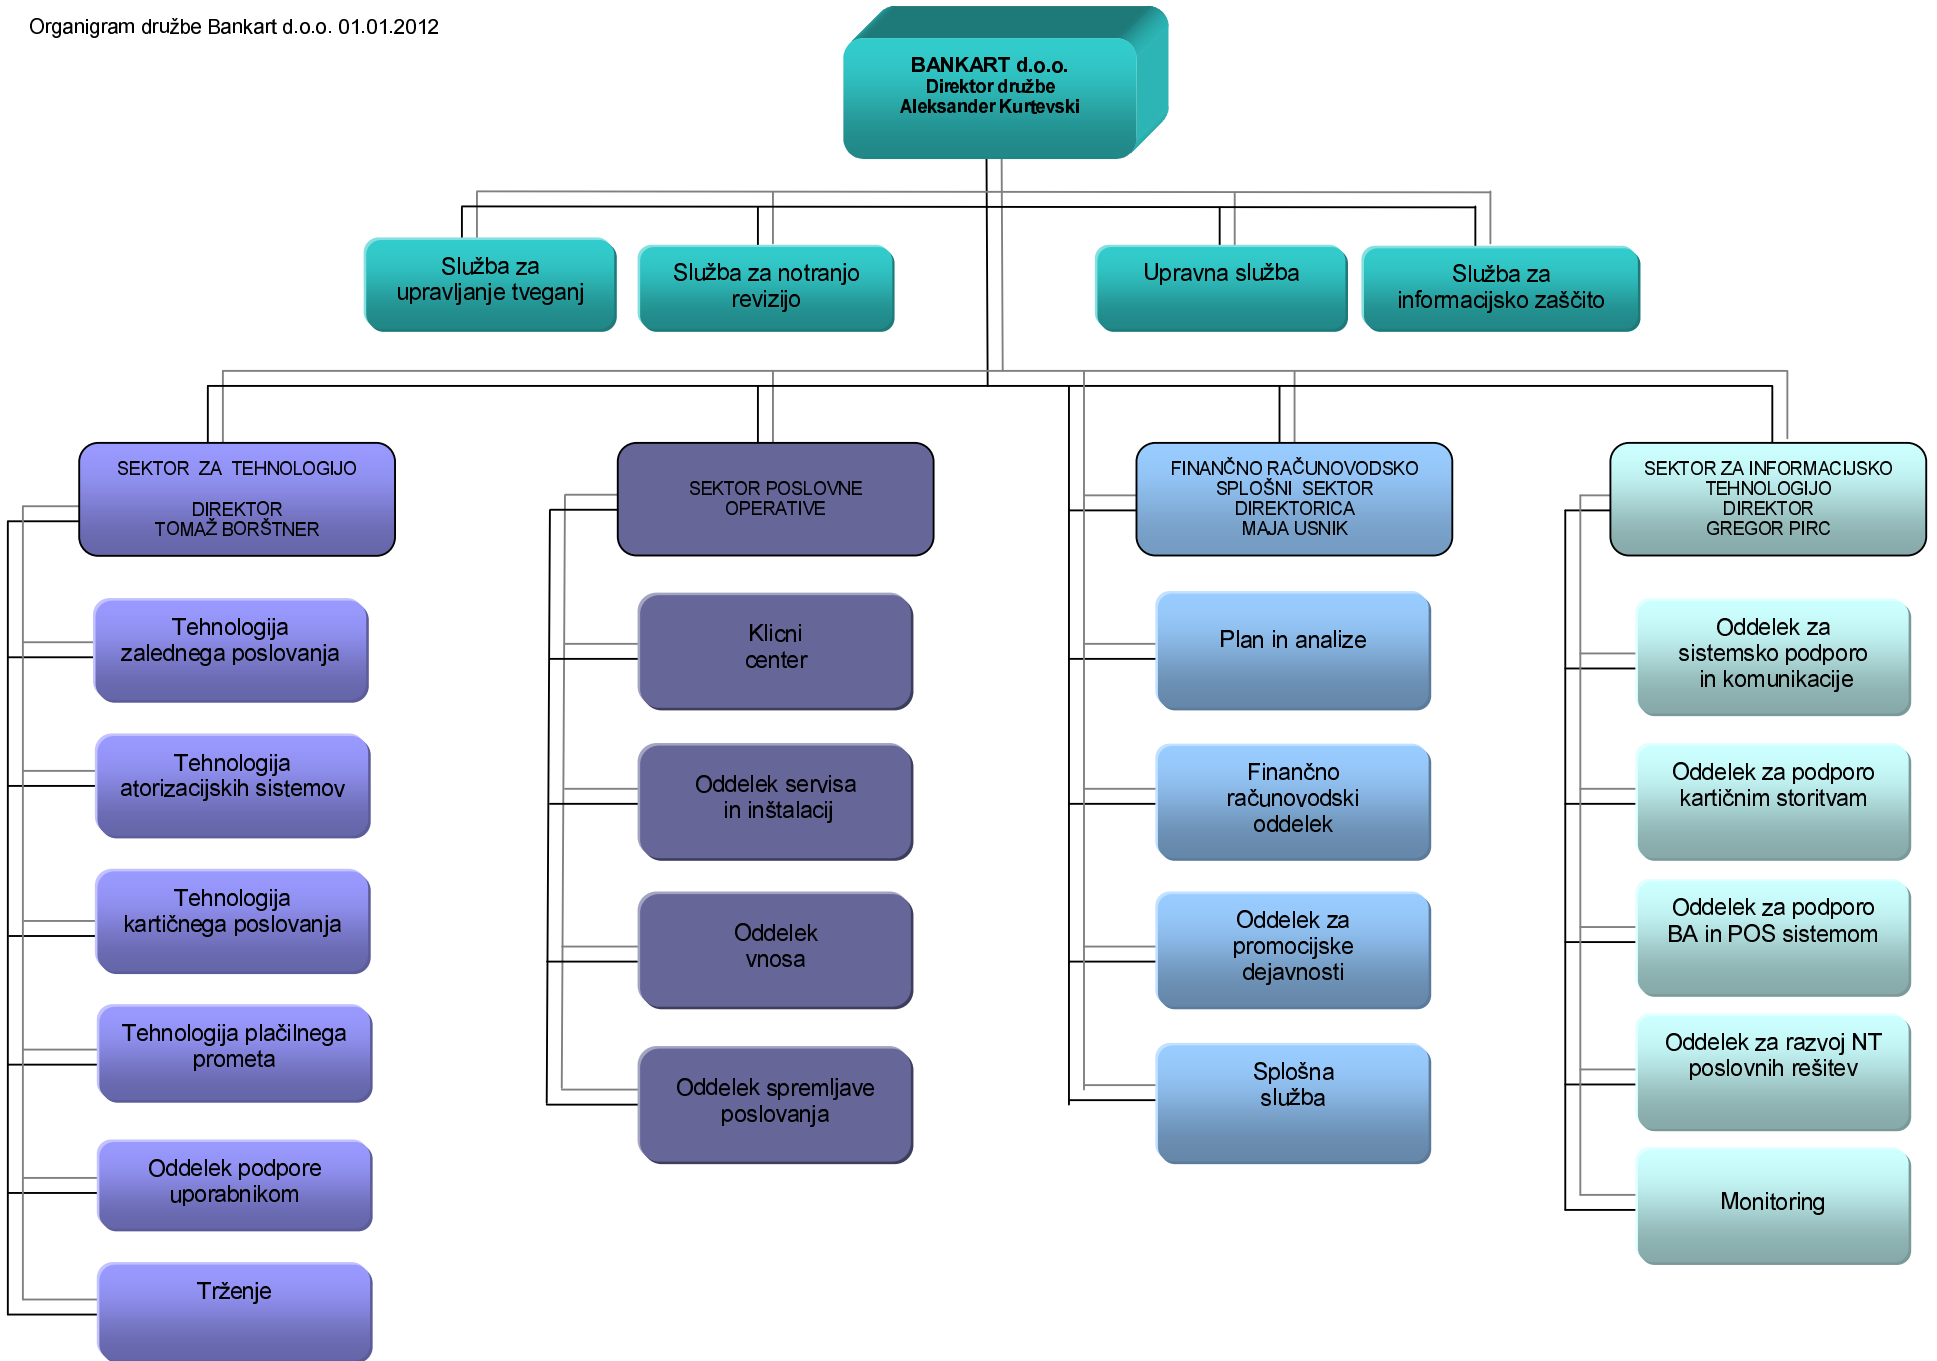 Organigram družbe Bankart d.o.o. 01.01.2012
BANKART d.o.o.
Direktor družbe
Aleksander Kurtevski
Služba za
upravljanje tveganj
Služba za notranjo
revizijo
Upravna služba
Služba za
informacijsko zaščito
SEKTOR ZA TEHNOLOGIJO
DIREKTOR
TOMAŽ BORŠTNER
SEKTOR POSLOVNE
OPERATIVE
FINANČNO RAČUNOVODSKO
SPLOŠNI SEKTOR
DIREKTORICA
MAJA USNIK
SEKTOR ZA INFORMACIJSKO
TEHNOLOGIJO
DIREKTOR
GREGOR PIRC
Tehnologija
zalednega poslovanja
Tehnologija
atorizacijskih sistemov
Tehnologija
kartičnega poslovanja
Tehnologija plačilnega
prometa
Oddelek podpore
uporabnikom
Trženje
Klicni
center
Oddelek servisa
in inštalacij
Oddelek
vnosa
Oddelek spremljave
poslovanja
Plan in analize
Finančno
računovodski
oddelek
Oddelek za
promocijske
dejavnosti
Splošna
služba
Oddelek za
sistemsko podporo
in komunikacije
Oddelek za podporo
kartičnim storitvam
Oddelek za podporo
BA in POS sistemom
Oddelek za razvoj NT
poslovnih rešitev
Monitoring